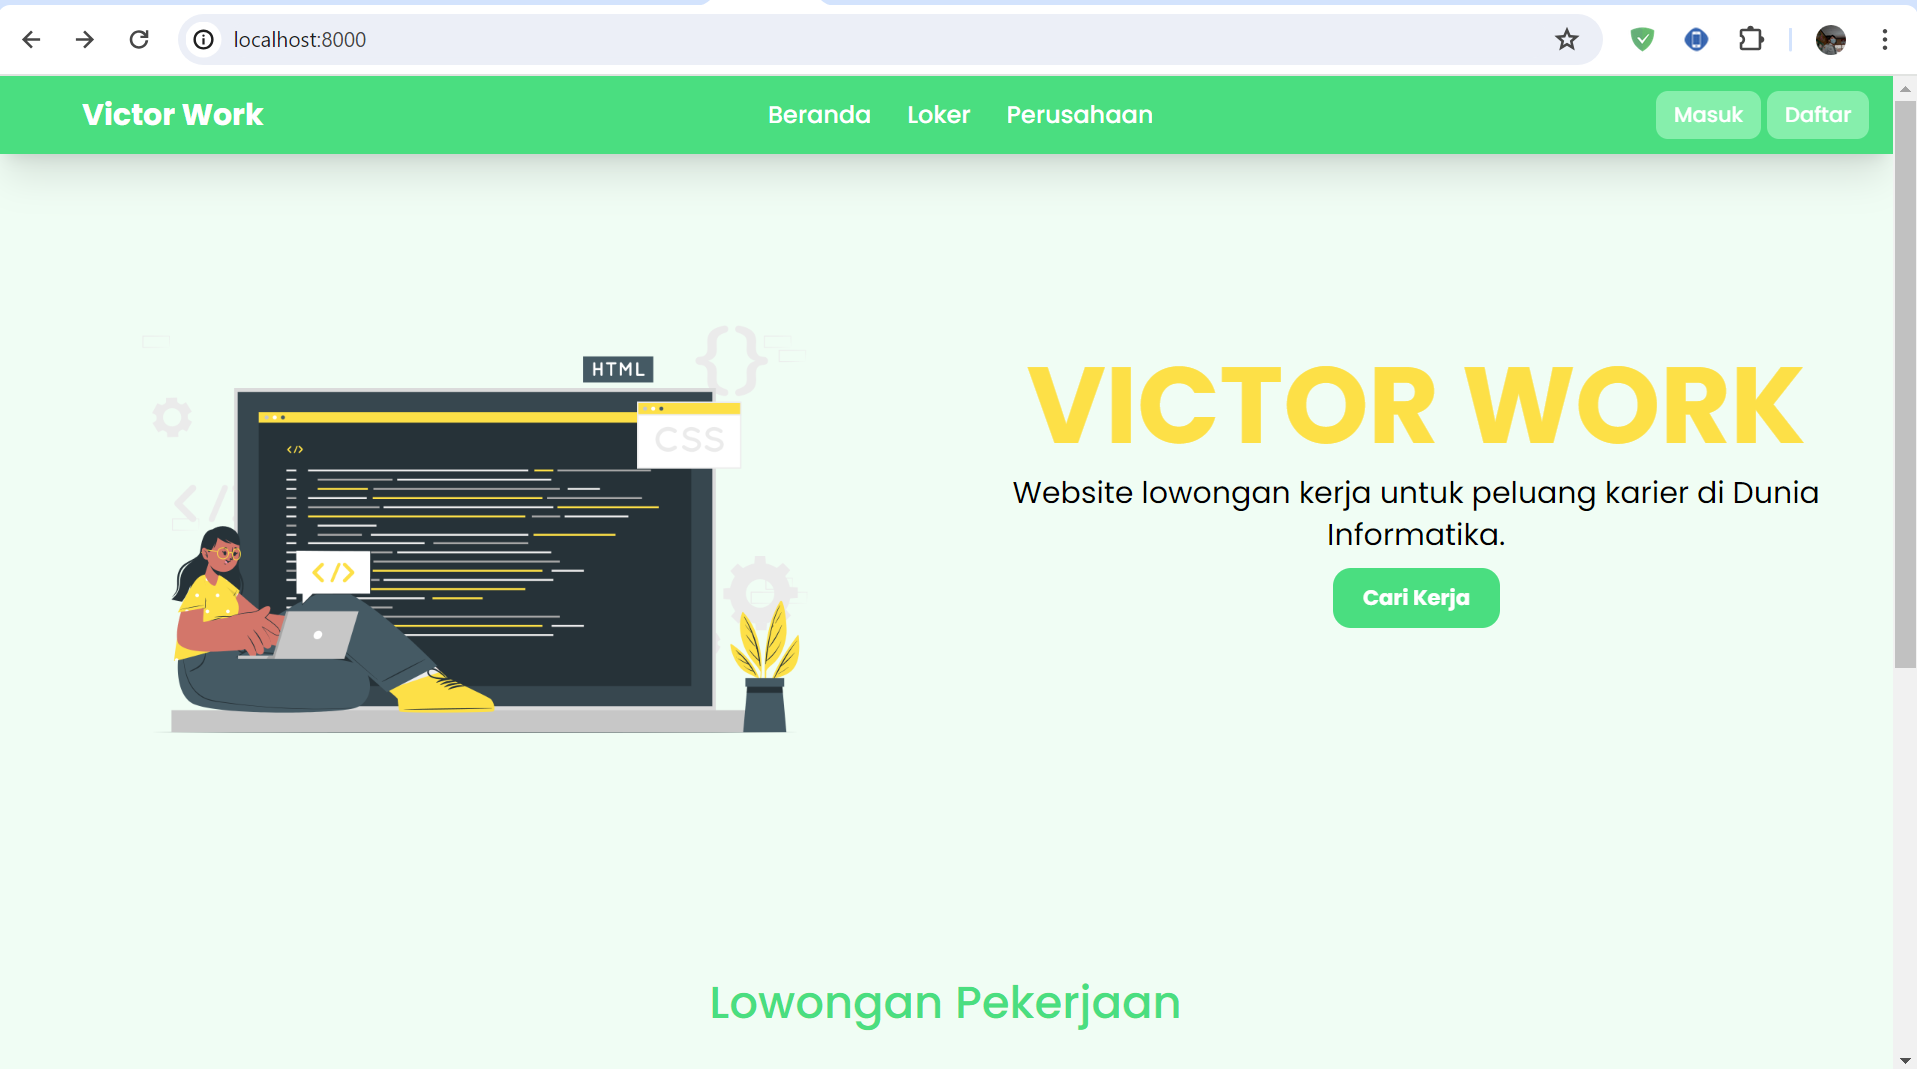 localhost:8000
Victor Work
Beranda Loker Perusahaan
Masuk Daftar
HTML
CSS
</>
</>
</>
{}
VICTOR WORK
Website lowongan kerja untuk peluang karier di Dunia
Informatika.
Cari Kerja
Lowongan Pekerjaan